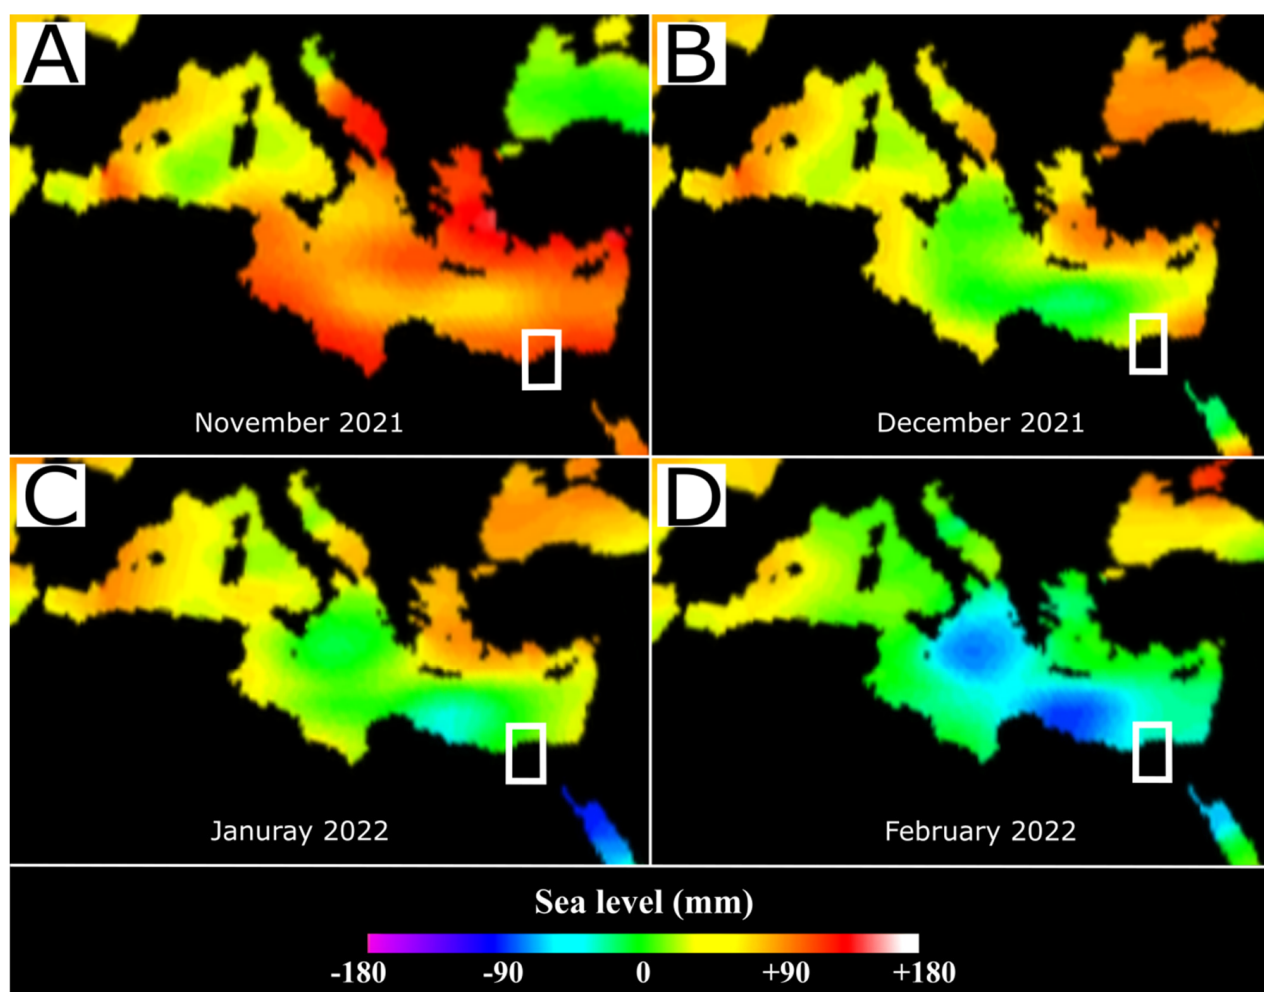 A
B
November 2021
December 2021
C
D
Januray 2022
February 2022
Sea level (mm)
-180 -90 0 +90 +180